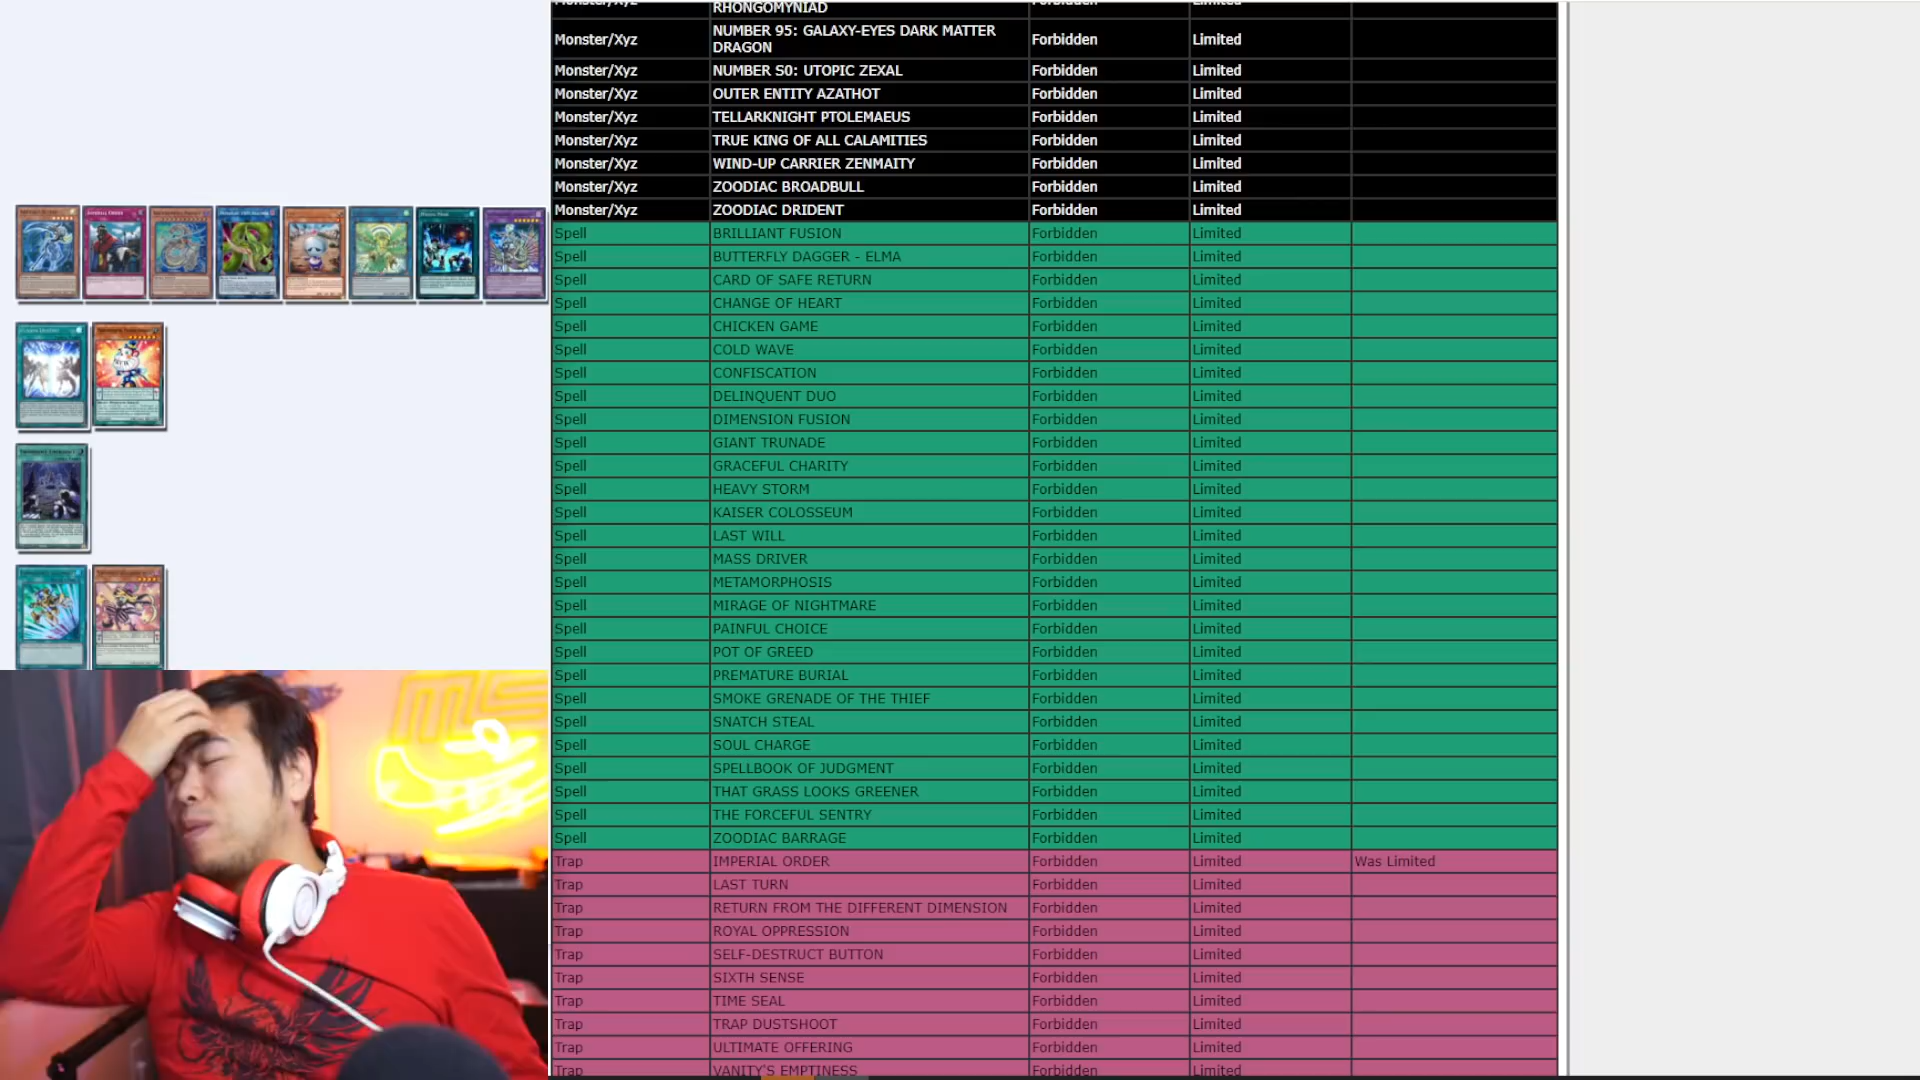 RHONGOMYNIAD
Monster/Xyz NUMBER 95: GALAXY-EYES DARK MATTER DRAGON Forbidden Limited
Monster/Xyz NUMBER S0: UTOPIC ZEXAL Forbidden Limited
Monster/Xyz OUTER ENTITY AZATHOT Forbidden Limited
Monster/Xyz TELLARKNIGHT PTOLEMAEUS Forbidden Limited
Monster/Xyz TRUE KING OF ALL CALAMITIES Forbidden Limited
Monster/Xyz WIND-UP CARRIER ZENMAITY Forbidden Limited
Monster/Xyz ZOODIAC BROADBULL Forbidden Limited
Monster/Xyz ZOODIAC DRIDENT Forbidden Limited
Spell BRILLIANT FUSION Forbidden Limited
Spell BUTTERFLY DAGGER - ELMA Forbidden Limited
Spell CARD OF SAFE RETURN Forbidden Limited
Spell CHANGE OF HEART Forbidden Limited
Spell CHICKEN GAME Forbidden Limited
Spell COLD WAVE Forbidden Limited
Spell CONFISCATION Forbidden Limited
Spell DELINQUENT DUO Forbidden Limited
Spell DIMENSION FUSION Forbidden Limited
Spell GIANT TRUNADE Forbidden Limited
Spell GRACEFUL CHARITY Forbidden Limited
Spell HEAVY STORM Forbidden Limited
Spell KAISER COLOSSEUM Forbidden Limited
Spell LAST WILL Forbidden Limited
Spell MASS DRIVER Forbidden Limited
Spell METAMORPHOSIS Forbidden Limited
Spell MIRAGE OF NIGHTMARE Forbidden Limited
Spell PAINFUL CHOICE Forbidden Limited
Spell POT OF GREED Forbidden Limited
Spell PREMATURE BURIAL Forbidden Limited
Spell SMOKE GRENADE OF THE THIEF Forbidden Limited
Spell SNATCH STEAL Forbidden Limited
Spell SOUL CHARGE Forbidden Limited
Spell SPELLBOOK OF JUDGMENT Forbidden Limited
Spell THAT GRASS LOOKS GREENER Forbidden Limited
Spell THE FORCEFUL SENTRY Forbidden Limited
Spell ZOODIAC BARRAGE Forbidden Limited
Trap IMPERIAL ORDER Forbidden Limited Was Limited
Trap LAST TURN Forbidden Limited
Trap RETURN FROM THE DIFFERENT DIMENSION Forbidden Limited
Trap ROYAL OPPRESSION Forbidden Limited
Trap SELF-DESTRUCT BUTTON Forbidden Limited
Trap SIXTH SENSE Forbidden Limited
Trap TIME SEAL Forbidden Limited
Trap TRAP DUSTSHOOT Forbidden Limited
Trap ULTIMATE OFFERING Forbidden Limited
Trap VANITY'S EMPTINESS Forbidden Limited